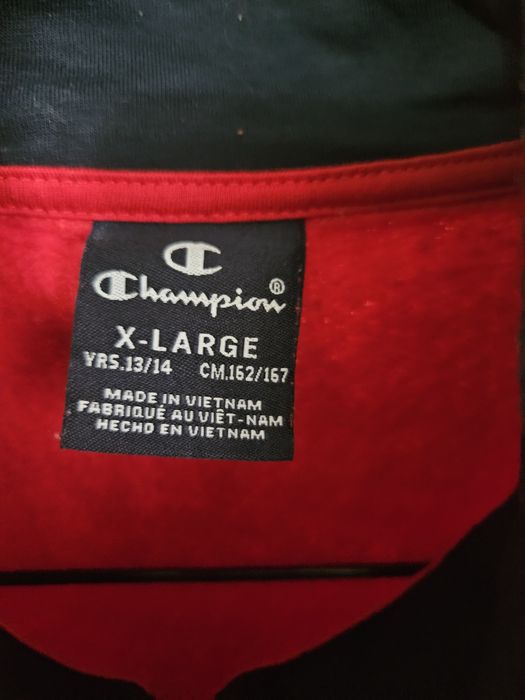 Champion®
X-LARGE
YRS.13/14 CM.162/167
MADE IN VIETNAM
FABRIQUÉ AU VIÊT-NAM
HECHO EN VIETNAM